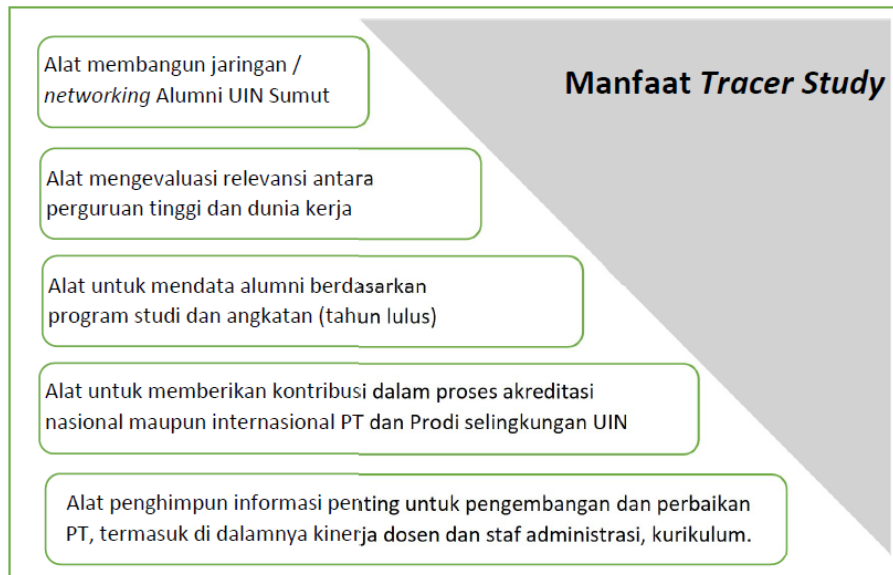 Manfaat Tracer Study
Alat membangun jaringan /
networking Alumni UIN Sumut
Alat mengevaluasi relevansi antara
perguruan tinggi dan dunia kerja
Alat untuk mendata alumni berdasarkan
program studi dan angkatan (tahun lulus)
Alat untuk memberikan kontribusi dalam proses akreditasi
nasional maupun internasional PT dan Prodi selingkungan UIN
Alat penghimpun informasi penting untuk pengembangan dan perbaikan
PT, termasuk di dalamnya kinerja dosen dan staf administrasi, kurikulum.